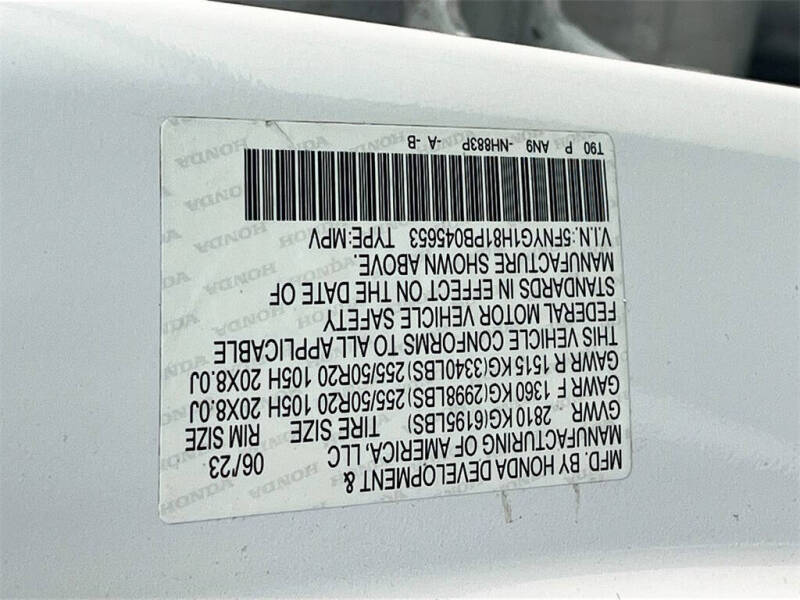 MFD. BY HONDA DEVELOPMENT &
MANUFACTURING OF AMERICA, LLC 06/23
GVWR TIRE SIZE RIM SIZE
2810 KG(6195LBS)
GAWR F 1360 KG(2998LBS) 255/50R20 105H 20X8.0J
GAWR R 1515 KG(3340LBS) 255/50R20 105H 20X8.0J
THIS VEHICLE CONFORMS TO ALL APPLICABLE
FEDERAL MOTOR VEHICLE SAFETY
STANDARDS IN EFFECT ON THE DATE OF
MANUFACTURE SHOWN ABOVE.
V.I.N:5FNYG1H81PB045653 TYPE:MPV
T90 P AN9 -NH883P -A -B
HONDA